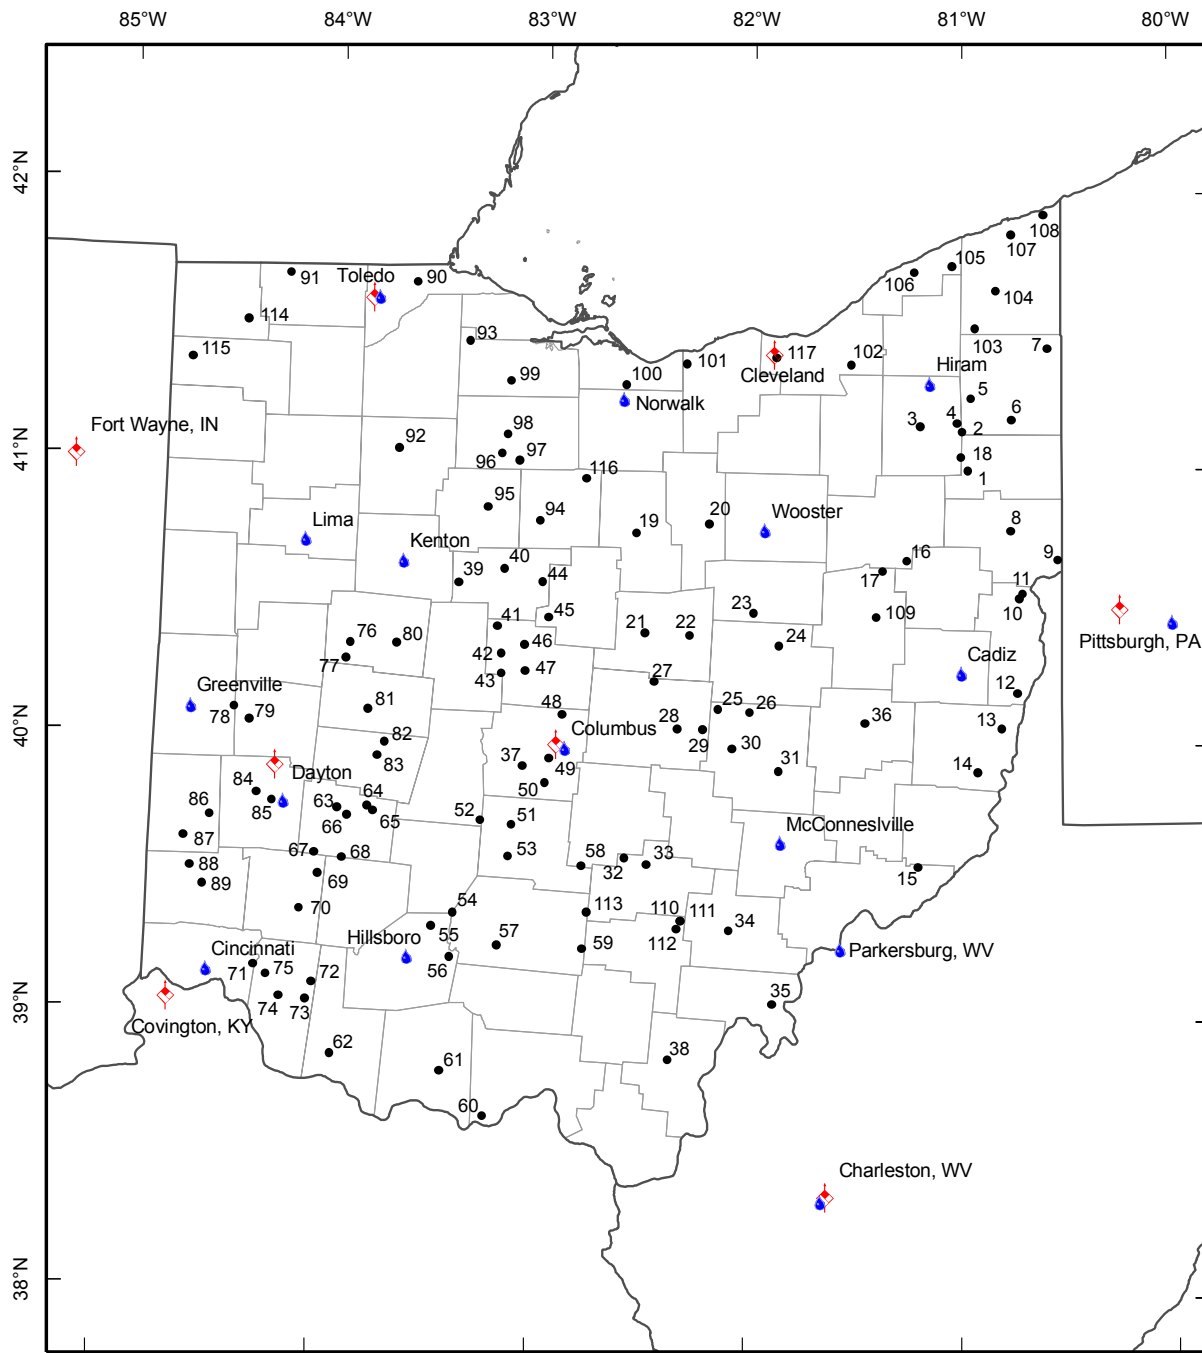 85°W 84°W 83°W 82°W 81°W 80°W
42°N
108
107
105
91 Toledo 90 106
104
114
93 103 7
115 117 102
101
99 100 Cleveland Hiram
Norwalk 5
Fort Wayne, IN 98 3 4 6
41°N 92 2
96 97
116 18
1
95
94 19 20 Wooster 8
Lima
Kenton 40 16 9
39 44 17 11
10
45 23 109
41 21 22
76 80 46 24 Pittsburgh, PA
42 Cadiz
77 47 27
43
Greenville 12
81 25 26
78 79 48 28 36 13
40°N Columbus
82 29 30
83 37 49 31 14
Dayton
84 50
85 64
86 63 52 51
66 65 McConneslville
87
67 68 53 58 33
88 32
89 69 15
54 113 110 111
70
55 57 34
Cincinnati Hillsboro 112
59 Parkersburg, WV
71 75 72 56
39°N 74 73 35
Covington, KY
62 38
61
60
Charleston, WV
38°N